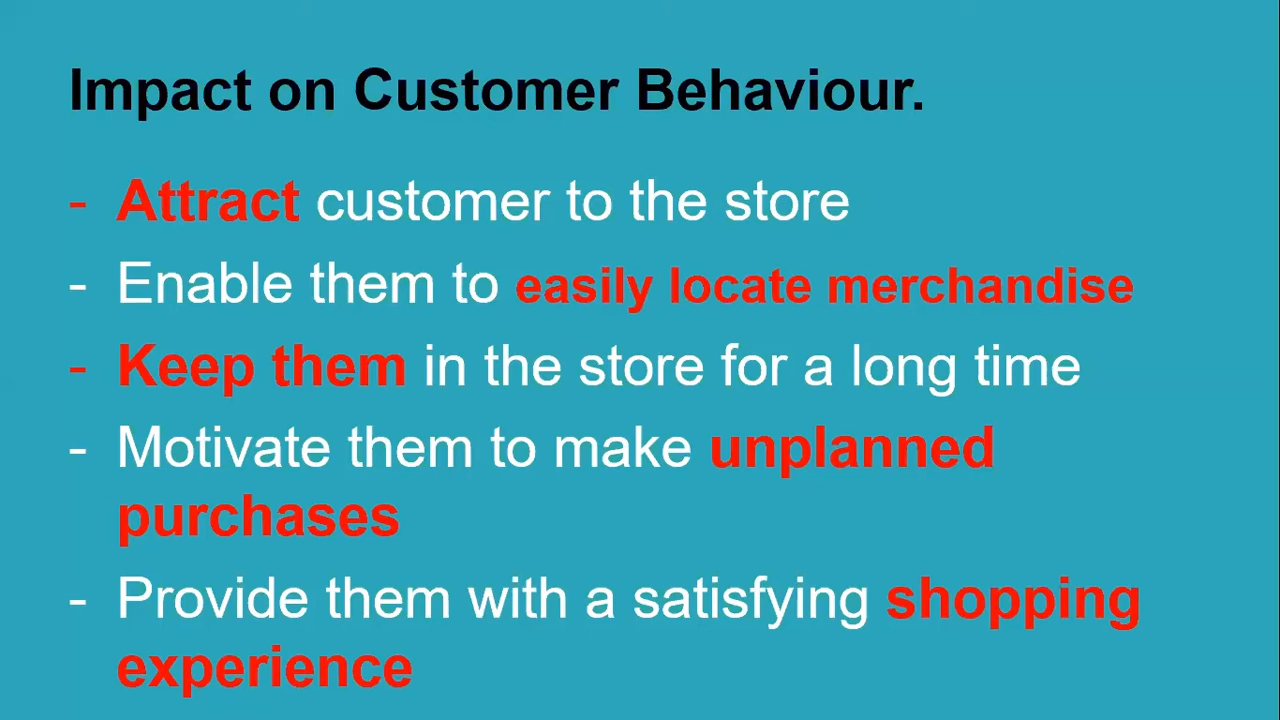 Impact on Customer Behaviour.
- Attract customer to the store
- Enable them to easily locate merchandise
- Keep them in the store for a long time
- Motivate them to make unplanned
purchases
- Provide them with a satisfying shopping
experience